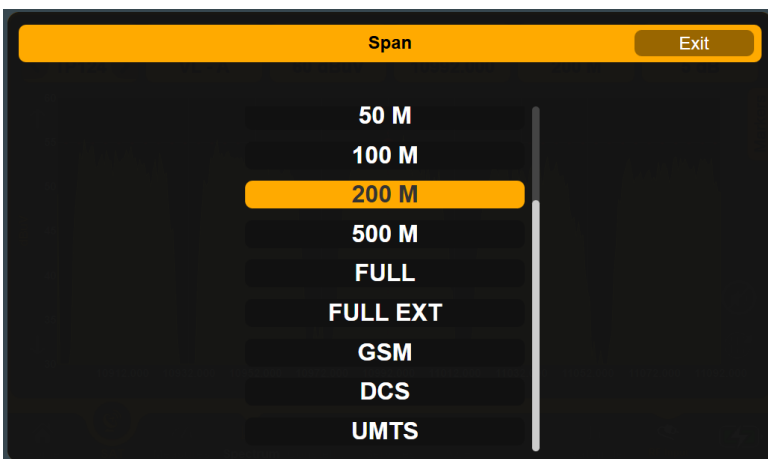 Span
Exit
50 M
100 M
200 M
500 M
FULL
FULL EXT
GSM
DCS
UMTS